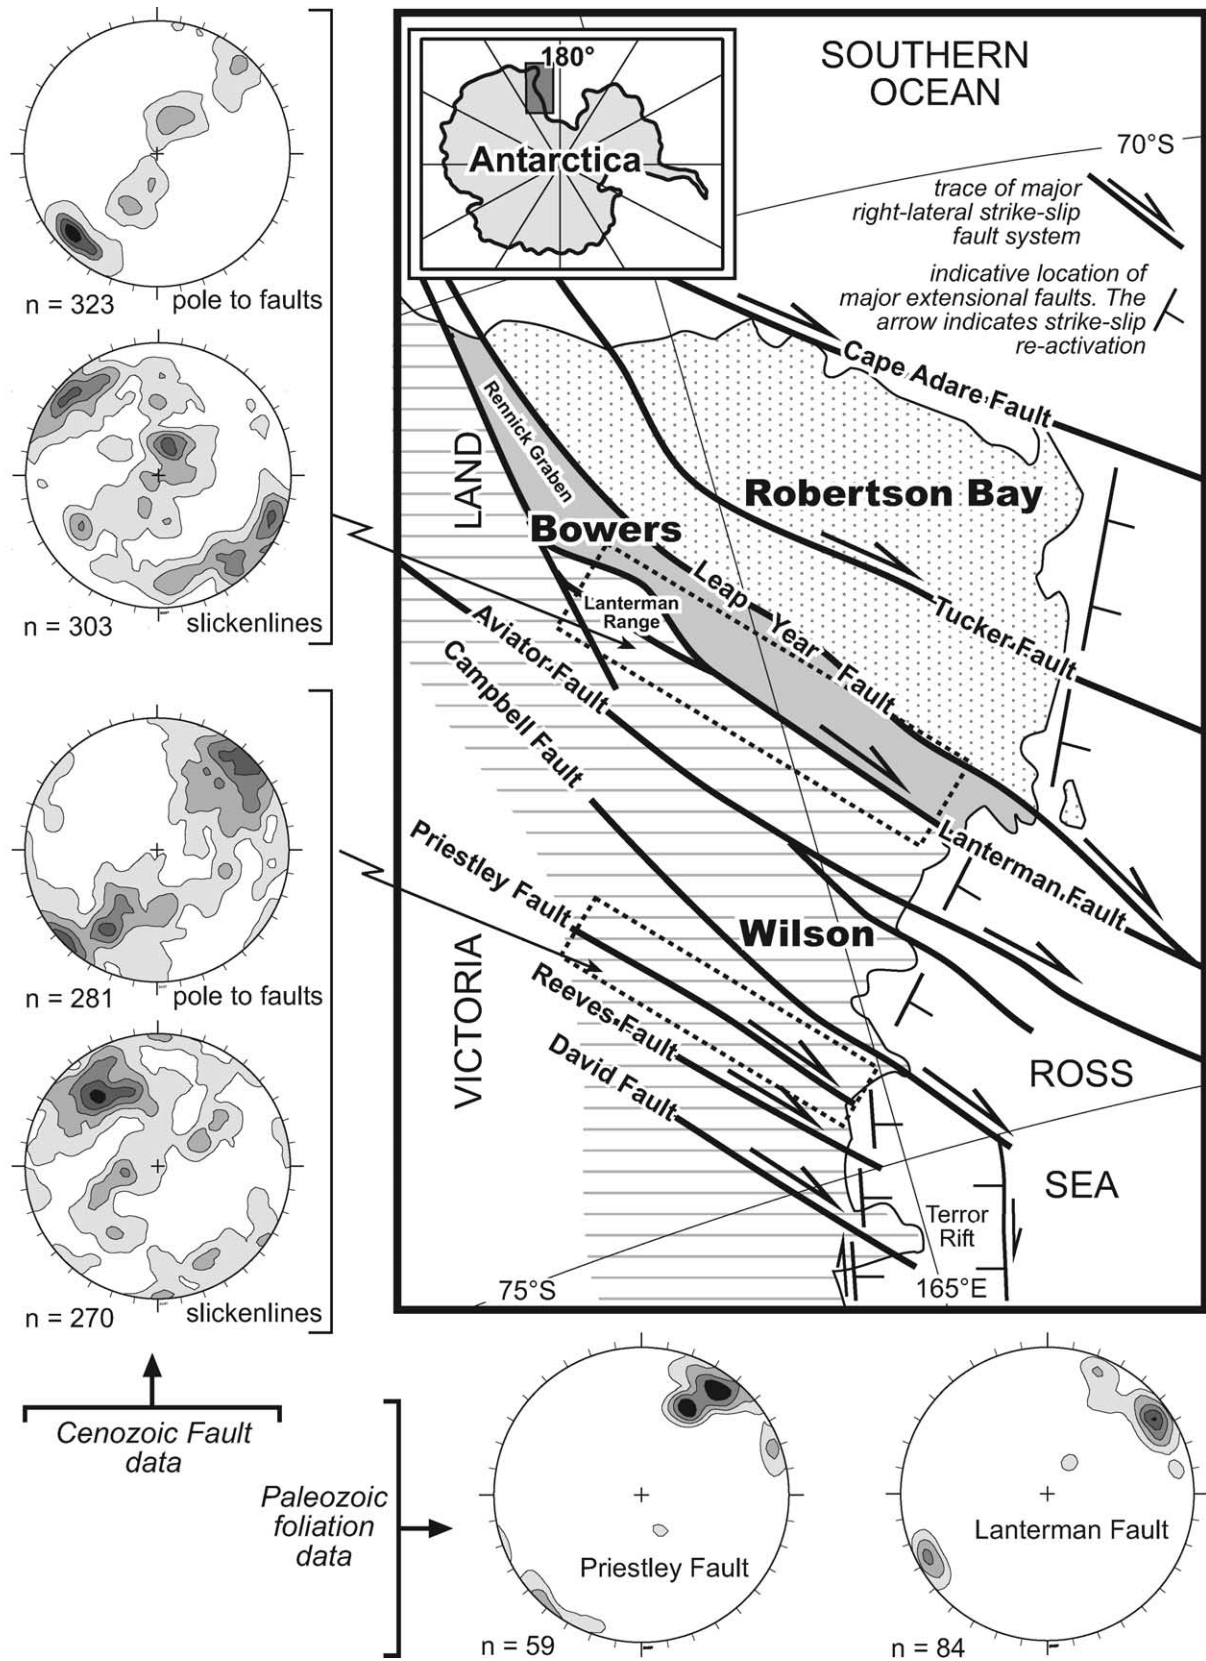 180°
Antarctica
SOUTHERN
OCEAN
70°S
trace of major
right-lateral strike-slip
fault system
indicative location of
major extensional faults. The
arrow indicates strike-slip
re-activation
n = 323
pole to faults
n = 303
slickenlines
n = 281
pole to faults
n = 270
slickenlines
Cenozoic Fault
data
Paleozoic
foliation
data
Cape Adare Fault
Rennick Graben
LAND
Robertson Bay
Bowers
Leap Year Fault
Tucker Fault
Lanterman
Range
Aviator Fault
Campbell Fault
Lanterman Fault
Priestley Fault
Wilson
Reeves Fault
VICTORIA
David Fault
ROSS
SEA
Terror
Rift
75°S
165°E
Priestley Fault
n = 59
Lanterman Fault
n = 84